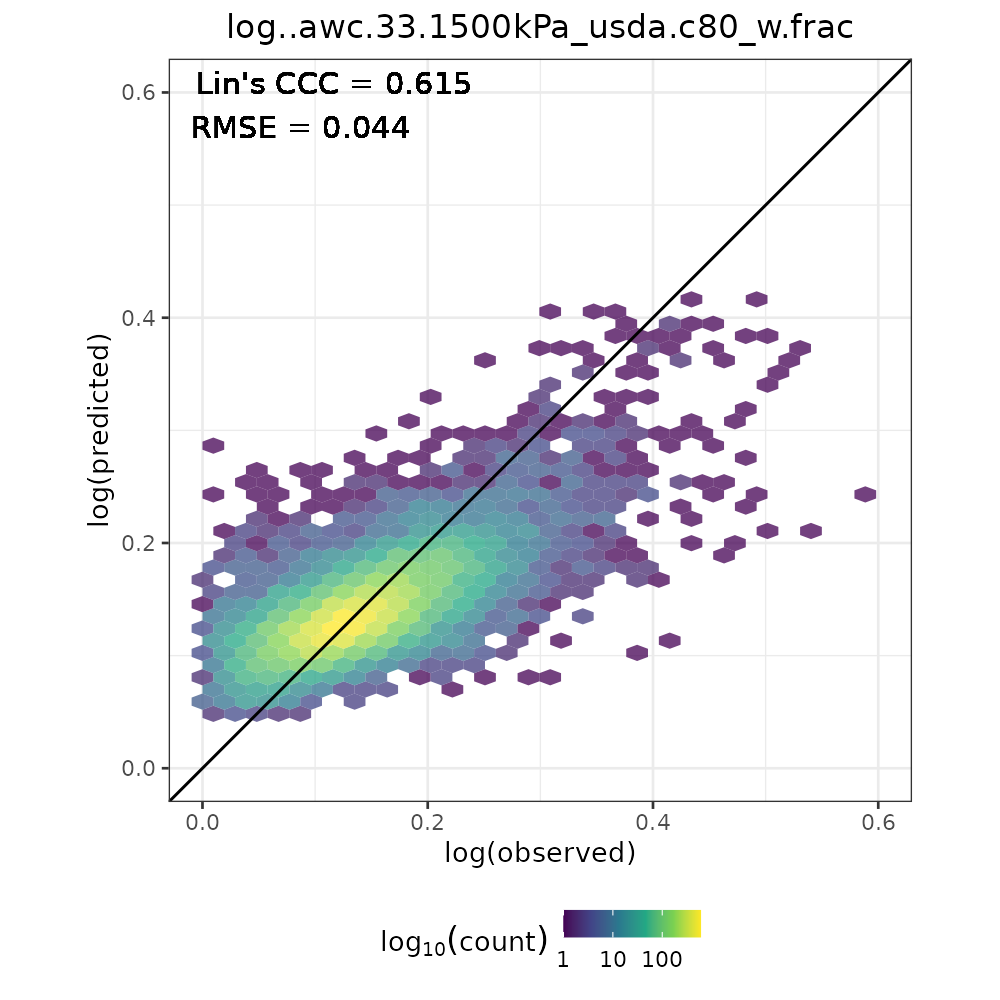 log..awc.33.1500kPa_usda.c80_w.frac
Lin's CCC = 0.615
RMSE = 0.044
0.6
0.4
0.2
0.0
log(predicted)
0.0 0.2 0.4 0.6
log(observed)
log10(count)
1 10 100